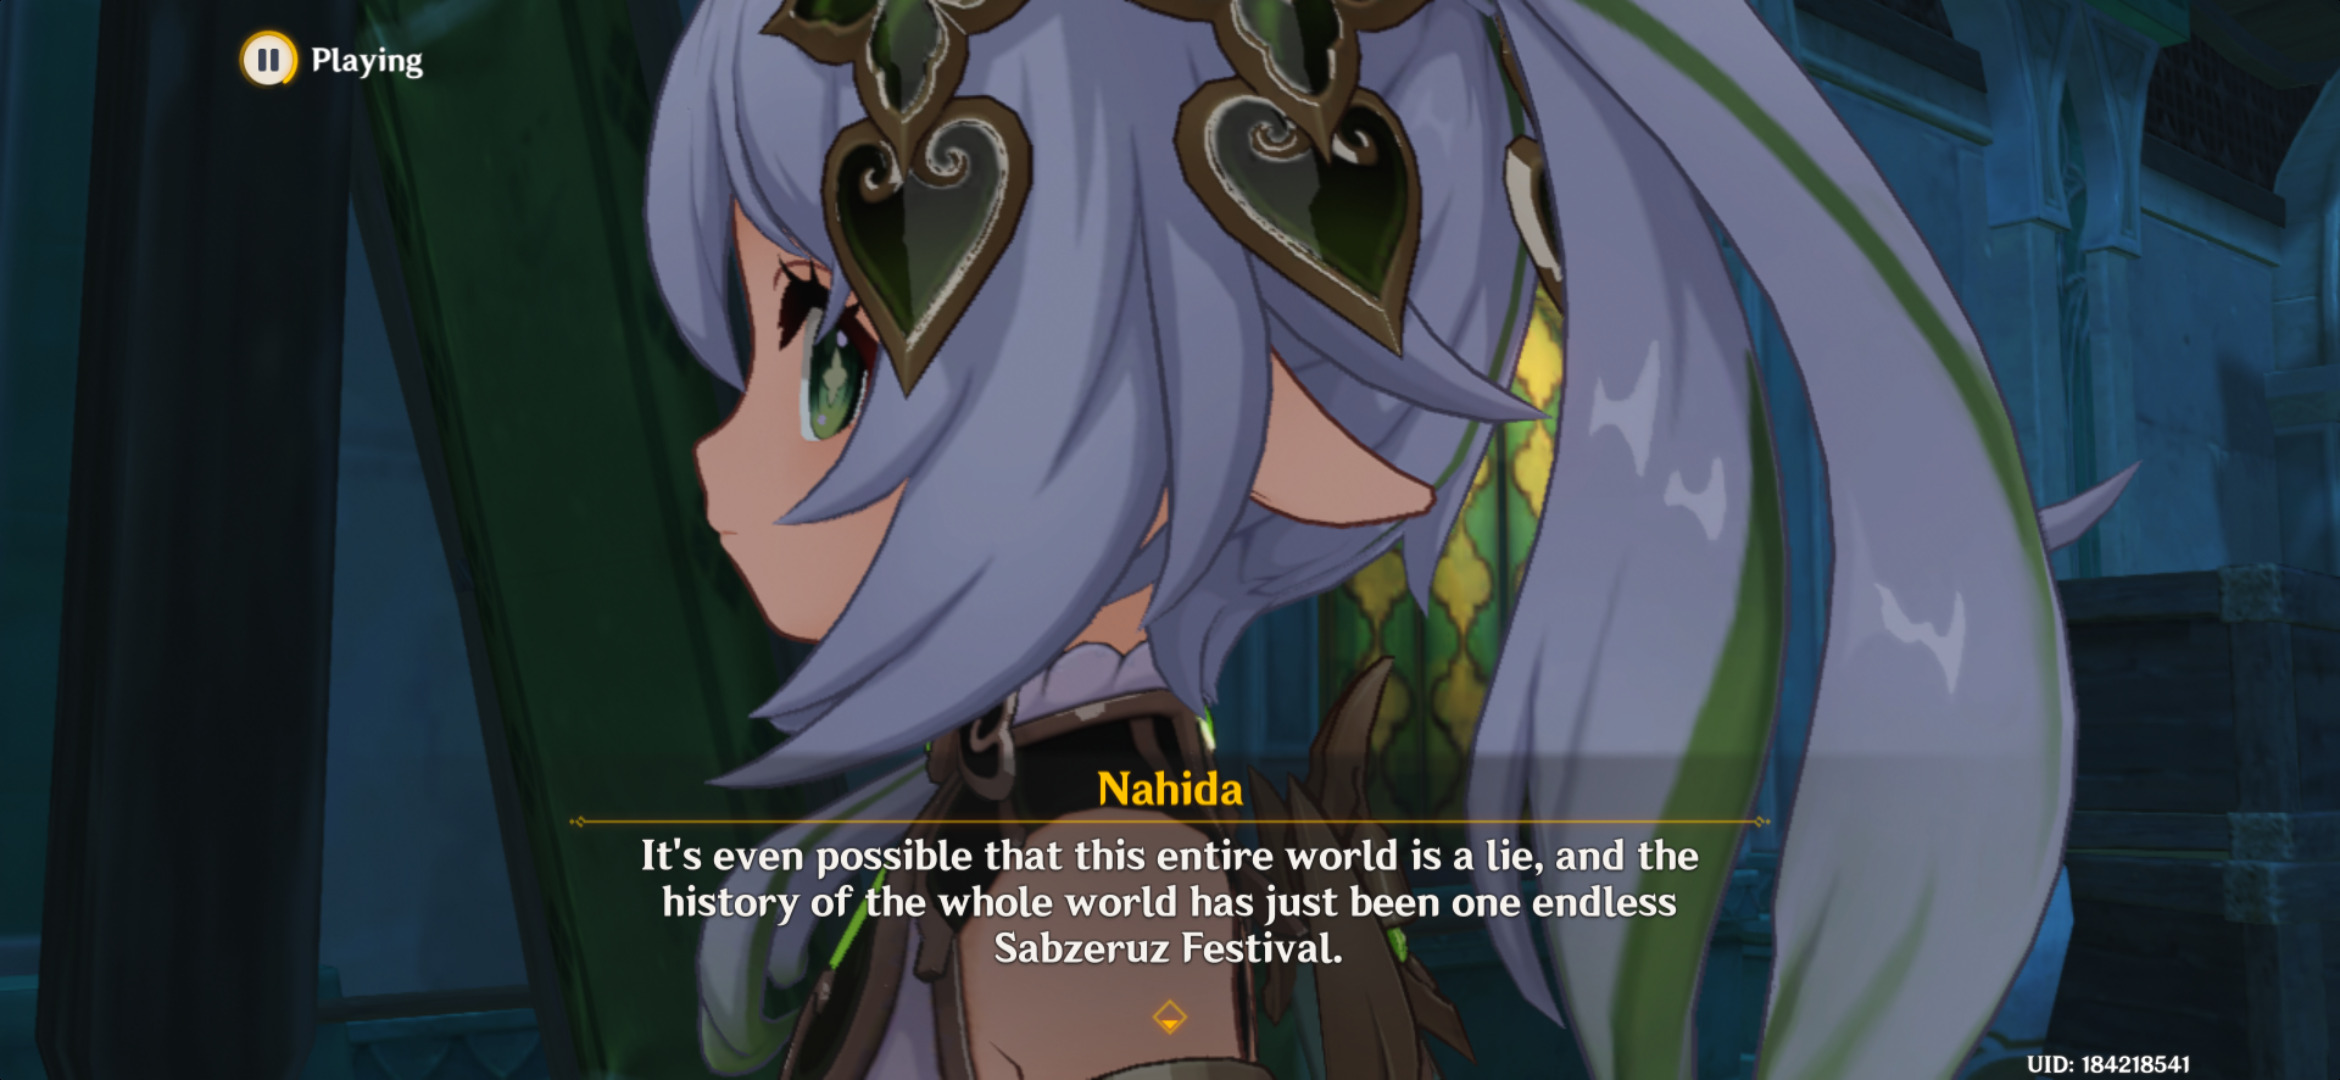 Playing
Nahida
It's even possible that this entire world is a lie, and the
history of the whole world has just been one endless
Sabzeruz Festival.
UID: 184218541